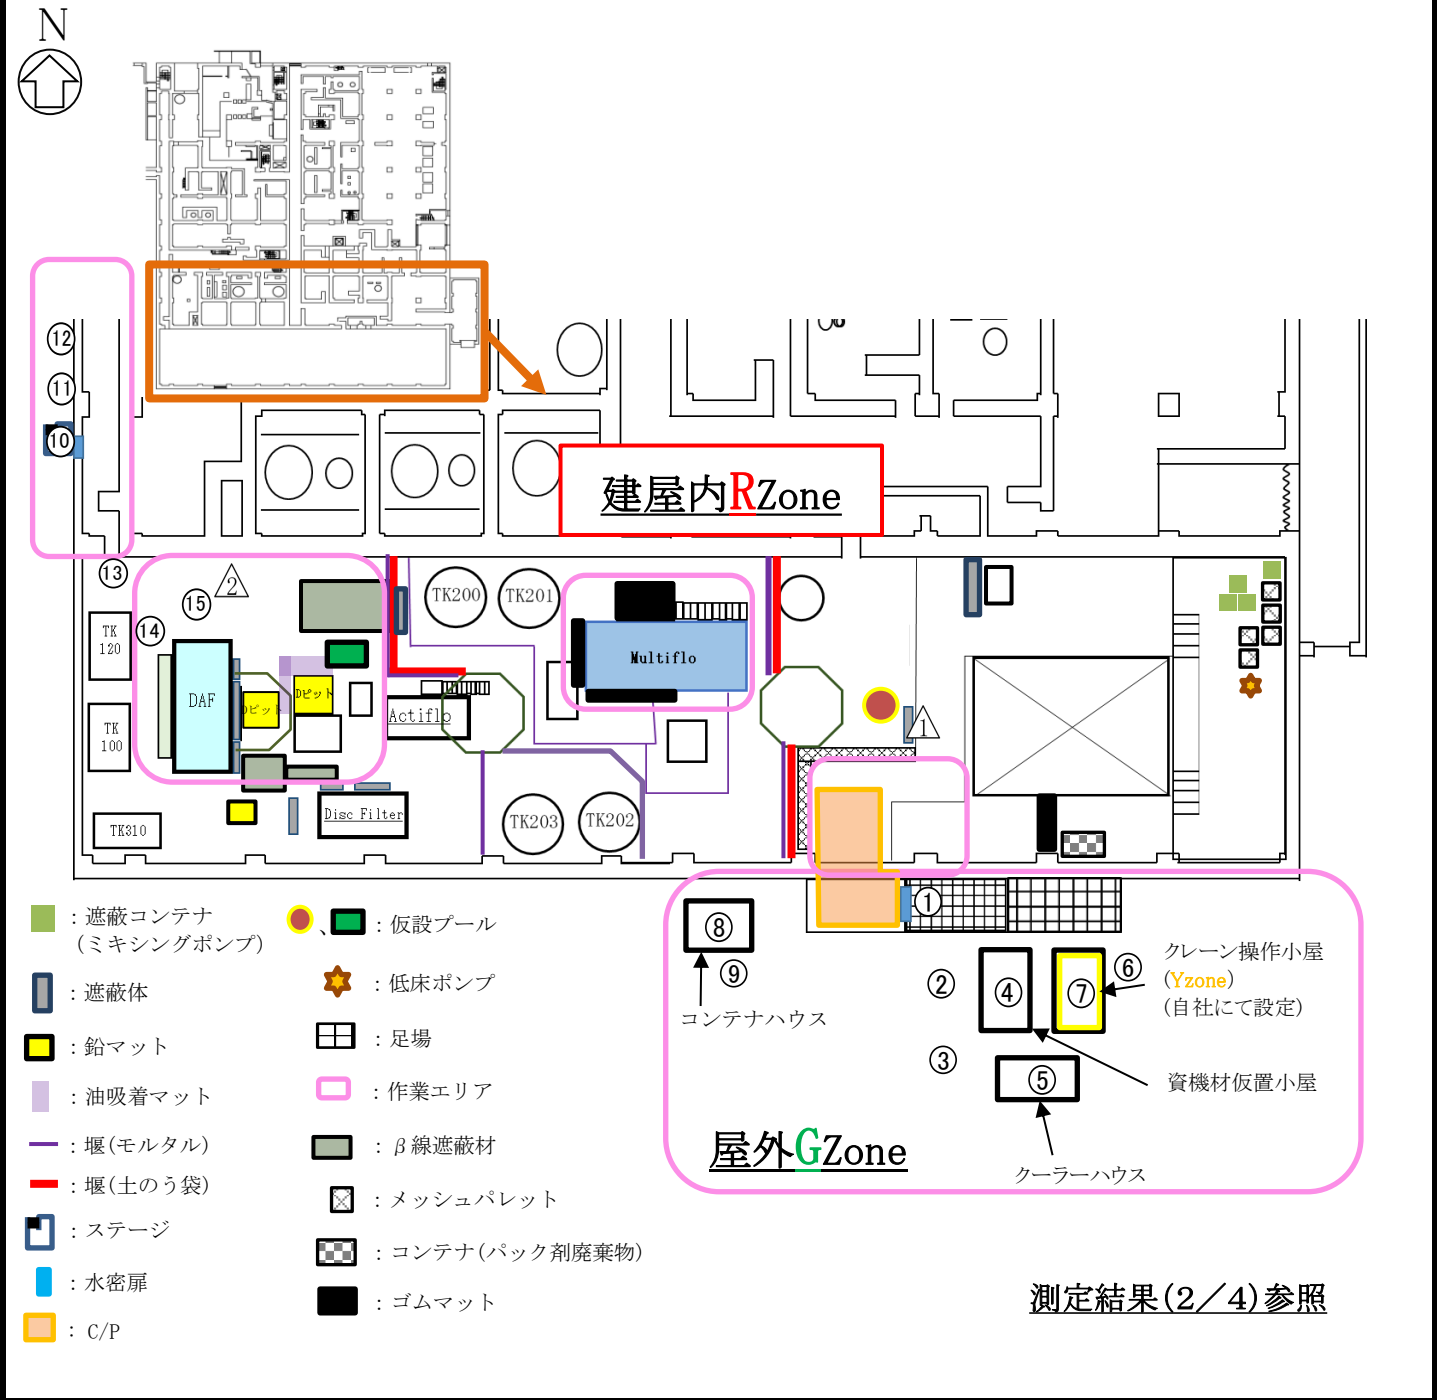 N
⑫
⑪
⑩
建屋内RZone
⑬
⑮
2
⑭
TK
120
TK
100
TK310
DAF
Dピット
Dピット
Actiflo
Disc Filter
TK200
TK201
TK203
TK202
Multiflo
1
①
②
③
④
⑤
⑥
⑦
⑧
⑨
コンテナハウス
クレーン操作小屋
(Yzone)
(自社にて設定)
資機材仮置小屋
クーラーハウス
屋外GZone
：遮蔽コンテナ
(ミキシングポンプ)
：遮蔽体
：鉛マット
：油吸着マット
：堰(モルタル)
：堰(土のう袋)
：ステージ
：水密扉
：C/P
、：仮設プール
：低床ポンプ
：足場
：作業エリア
：β線遮蔽材
：メッシュパレット
：コンテナ(パック剤廃棄物)
：ゴムマット
測定結果(2／4)参照